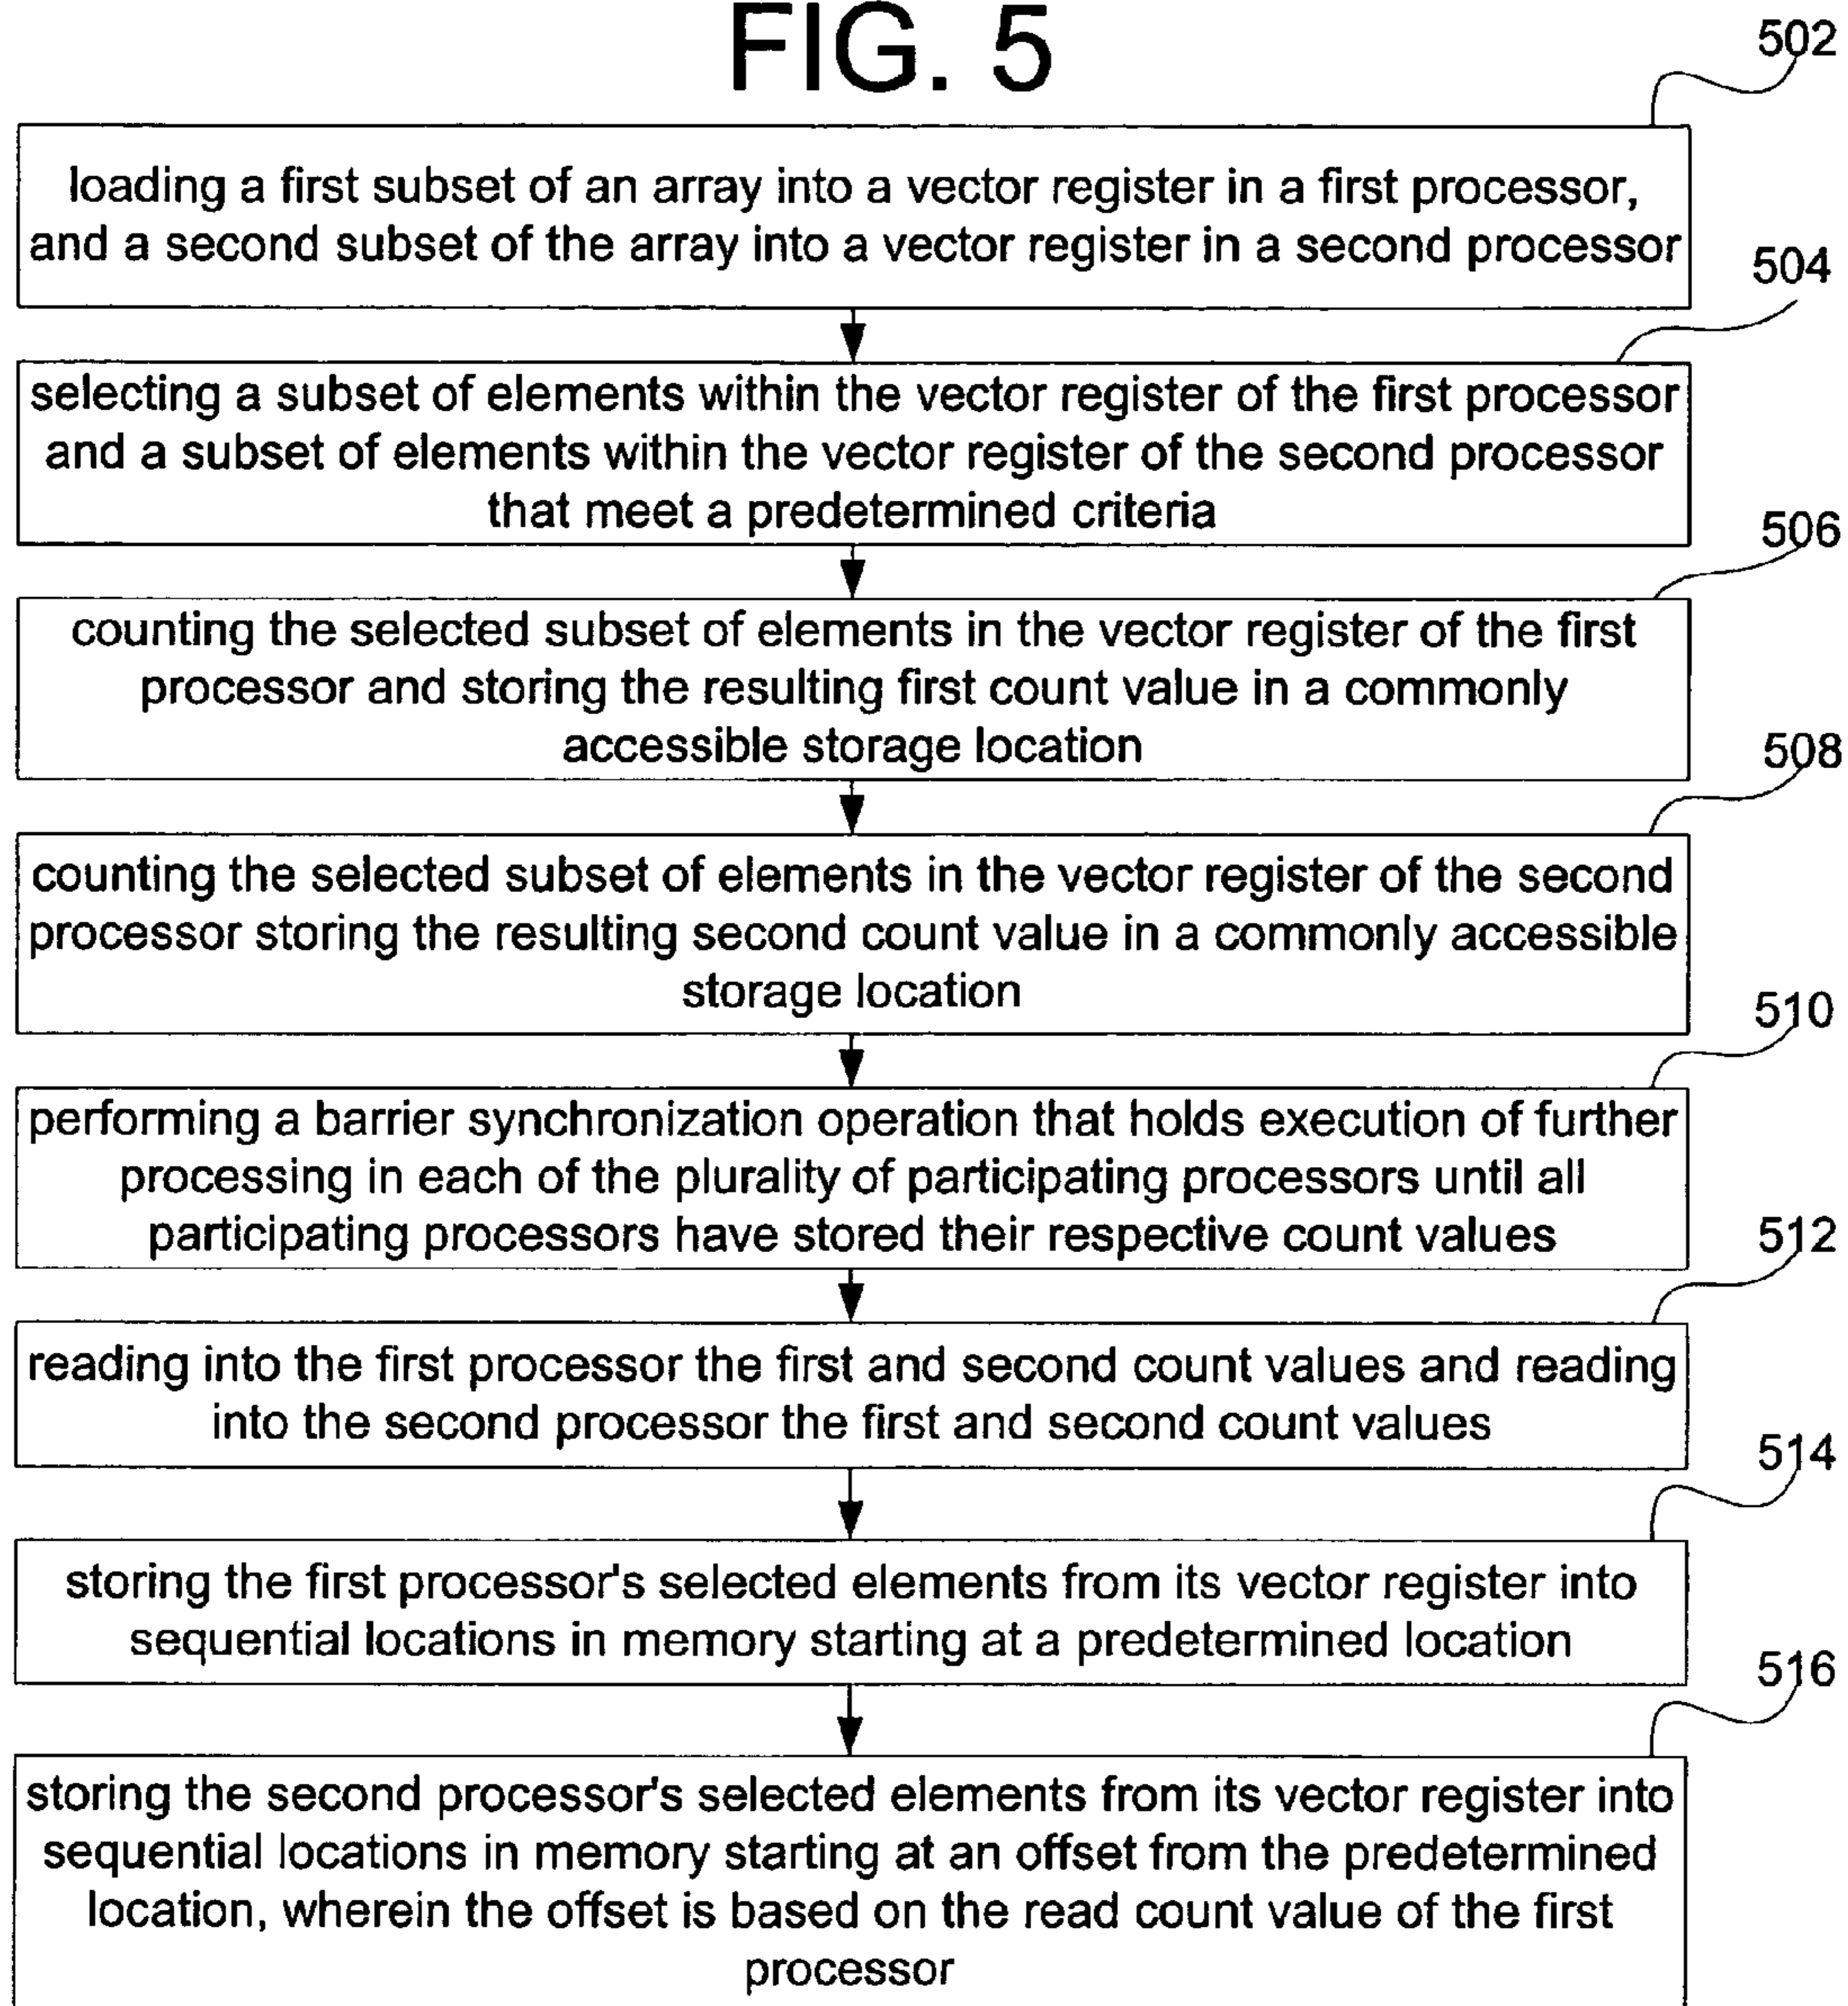 FIG. 5
502
loading a first subset of an array into a vector register in a first processor,
and a second subset of the array into a vector register in a second processor
504
selecting a subset of elements within the vector register of the first processor
and a subset of elements within the vector register of the second processor
that meet a predetermined criteria
506
counting the selected subset of elements in the vector register of the first
processor and storing the resulting first count value in a commonly
accessible storage location
508
counting the selected subset of elements in the vector register of the second
processor storing the resulting second count value in a commonly accessible
storage location
510
performing a barrier synchronization operation that holds execution of further
processing in each of the plurality of participating processors until all
participating processors have stored their respective count values
512
reading into the first processor the first and second count values and reading
into the second processor the first and second count values
514
storing the first processor's selected elements from its vector register into
sequential locations in memory starting at a predetermined location
516
storing the second processor's selected elements from its vector register into
sequential locations in memory starting at an offset from the predetermined
location, wherein the offset is based on the read count value of the first
processor